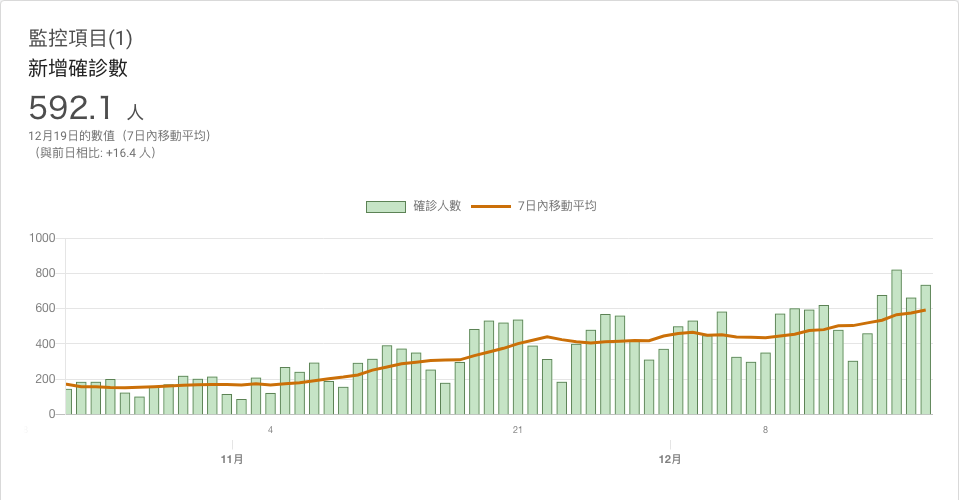 監控項目(1)
新增確診數
592.1 人
12月19日的數值（7日內移動平均）
（與前日相比: +16.4 人）
確診人數 7日內移動平均
1000
800
600
400
200
0
4 21 8
11月 12月